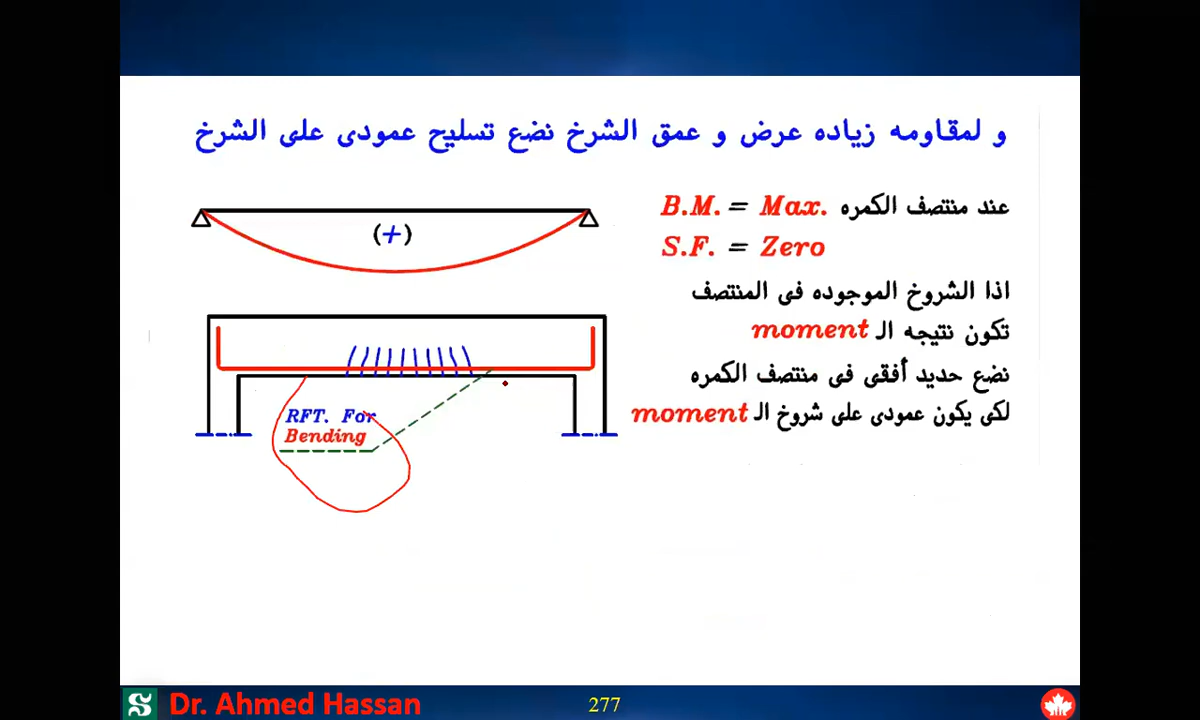 و لمقاومه زياده عرض و عمق الشرخ نضع تسليح عمودى على الشرخ
عند منتصف الكمره B.M. = Max.
S.F. = Zero
اذا الشروخ الموجوده فى المنتصف
تكون نتيجه الـ moment
نضع حديد أفقى فى منتصف الكمره
لكى يكون عمودى على شروخ الـ moment
(+)
RFT. For
Bending
Dr. Ahmed Hassan
277